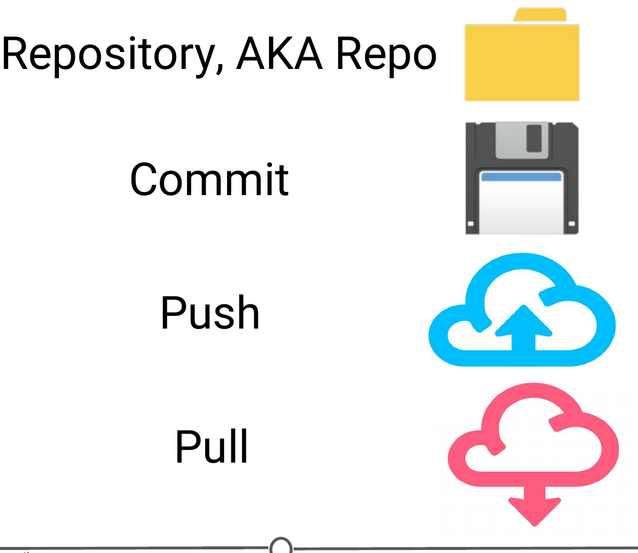 Repository, AKA Repo
Commit
Push
Pull